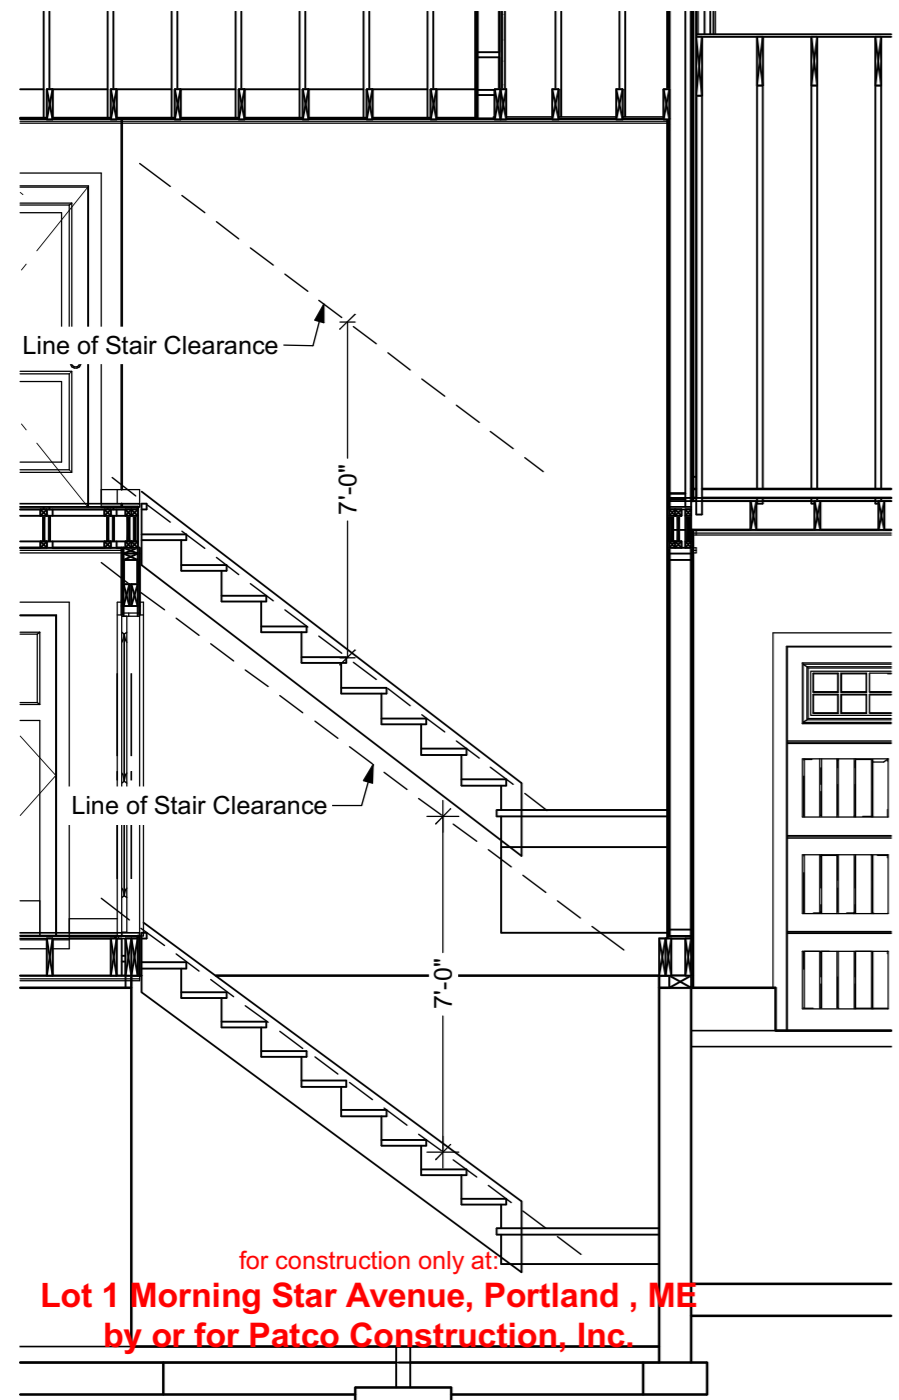 Line of Stair Clearance
7'-0"
Line of Stair Clearance
7'-0"
for construction only at:
Lot 1 Morning Star Avenue, Portland , ME
by or for Patco Construction, Inc.